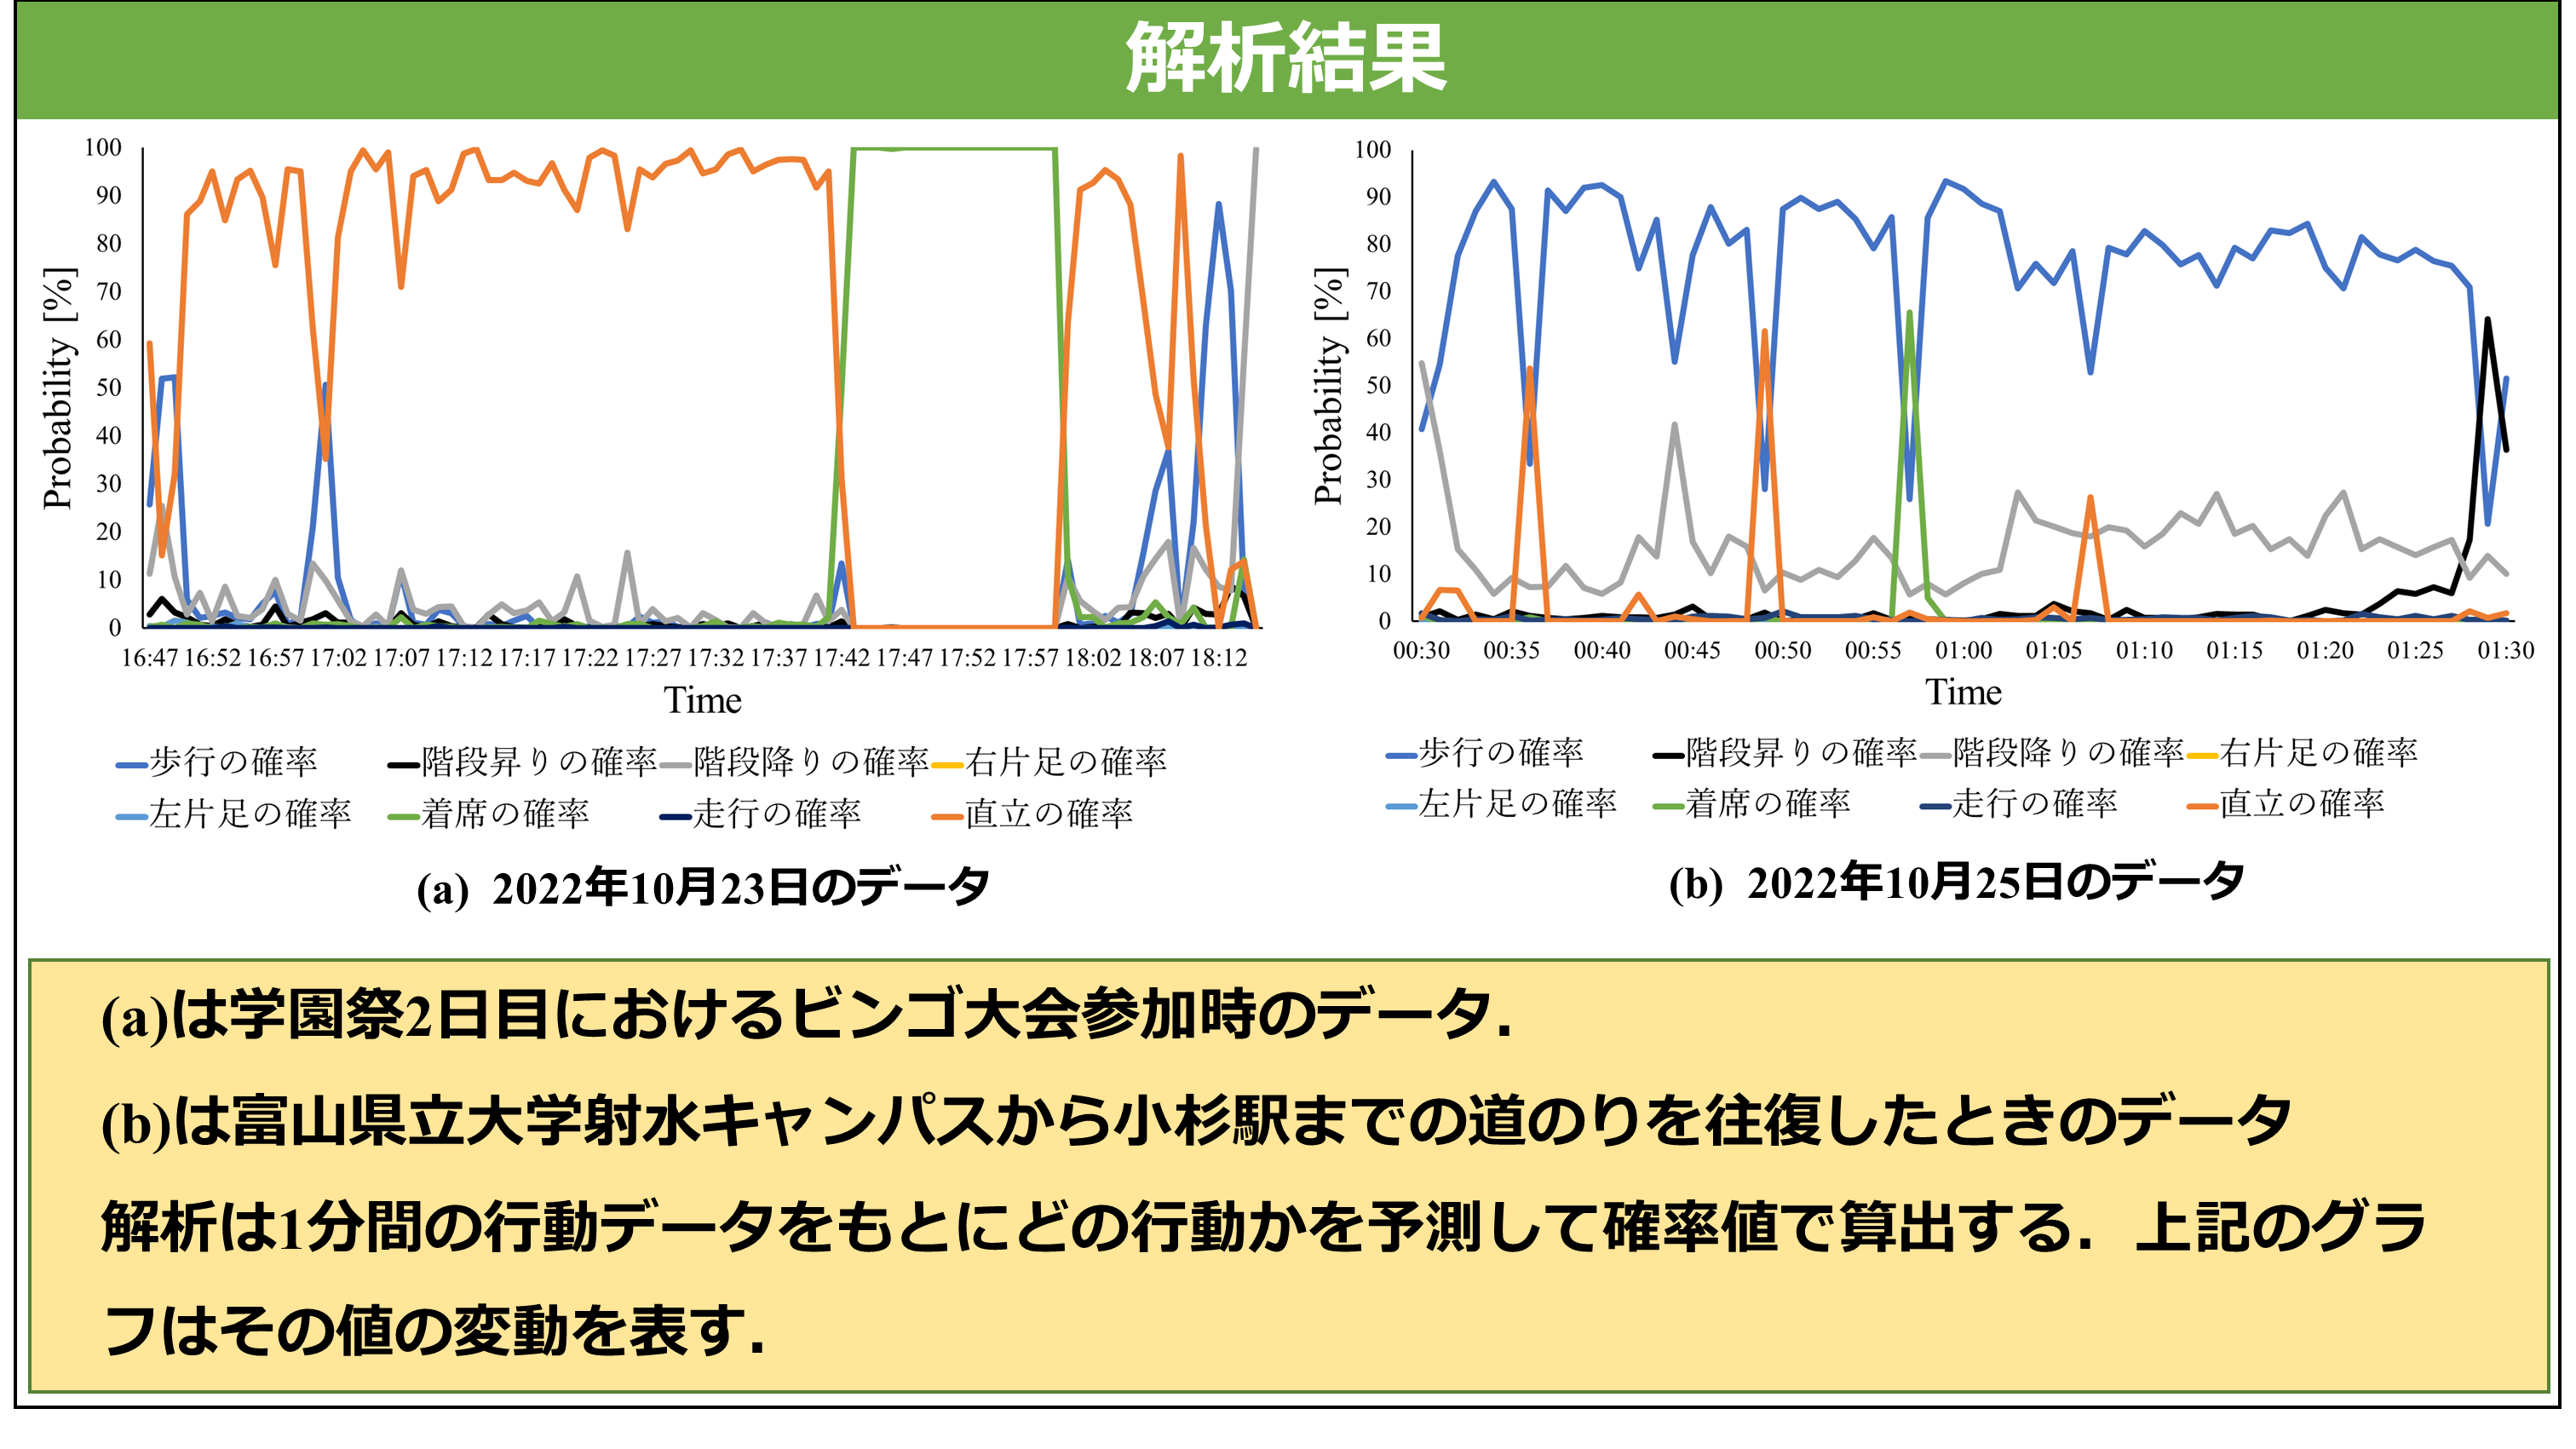 解析結果
100
90
80
70
60
50
40
30
20
10
0
Probability [%]
16:47 16:52 16:57 17:02 17:07 17:12 17:17 17:22 17:27 17:32 17:37 17:42 17:47 17:52 17:57 18:02 18:07 18:12
Time
歩行の確率 階段昇りの確率 階段降りの確率 右片足の確率
左片足の確率 着席の確率 走行の確率 直立の確率
(a) 2022年10月23日のデータ
100
90
80
70
60
50
40
30
20
10
0
Probability [%]
00:30 00:35 00:40 00:45 00:50 00:55 01:00 01:05 01:10 01:15 01:20 01:25 01:30
Time
歩行の確率 階段昇りの確率 階段降りの確率 右片足の確率
左片足の確率 着席の確率 走行の確率 直立の確率
(b) 2022年10月25日のデータ
(a)は学園祭2日目におけるビンゴ大会参加時のデータ．
(b)は富山県立大学射水キャンパスから小杉駅までの道のりを往復したときのデータ
解析は1分間の行動データをもとにどの行動かを予測して確率値で算出する．上記のグラ
フはその値の変動を表す．